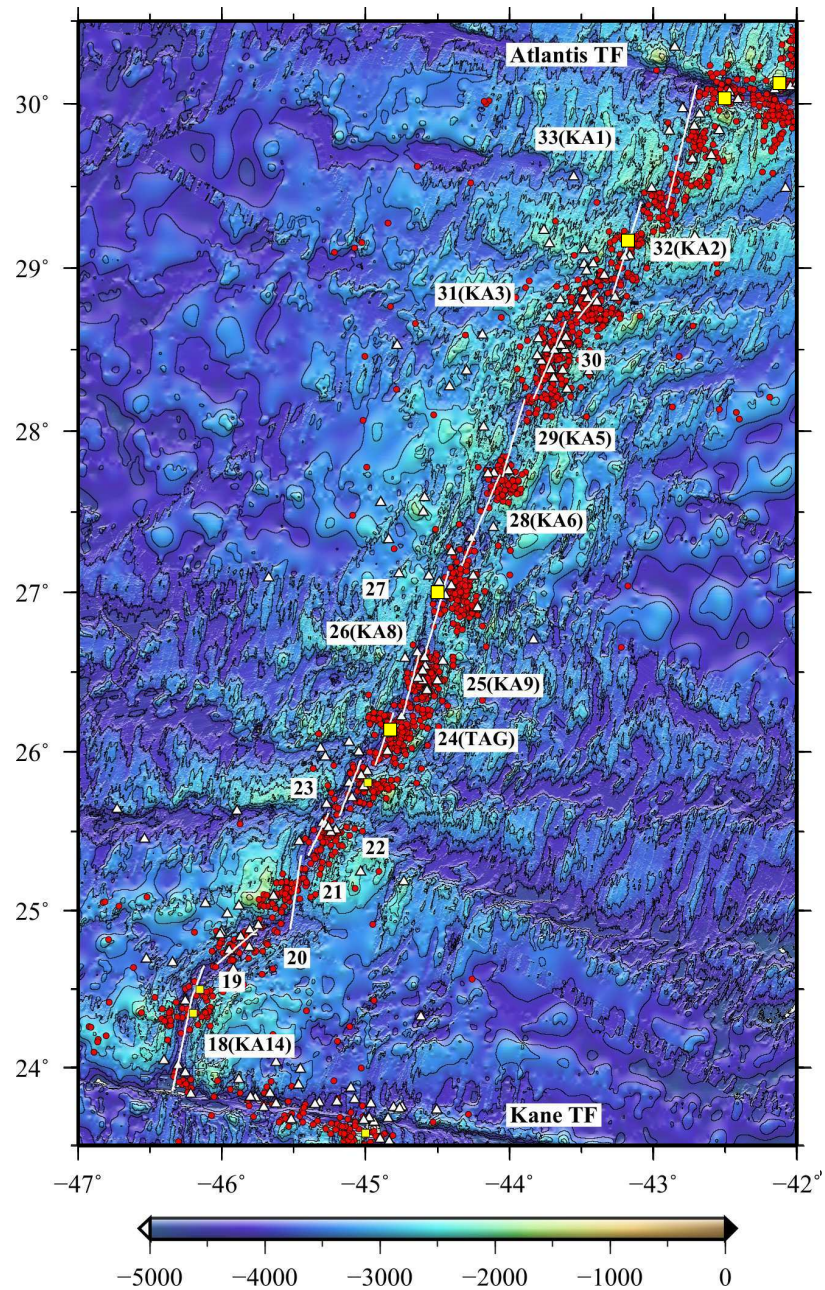 Atlantis TF
30°
33(KA1)
29°
32(KA2)
31(KA3)
30
28°
29(KA5)
28(KA6)
27°
27
26(KA8)
25(KA9)
24(TAG)
26°
23
22
21
25°
20
19
18(KA14)
24°
Kane TF
−47° −46° −45° −44° −43° −42°
−5000 −4000 −3000 −2000 −1000 0